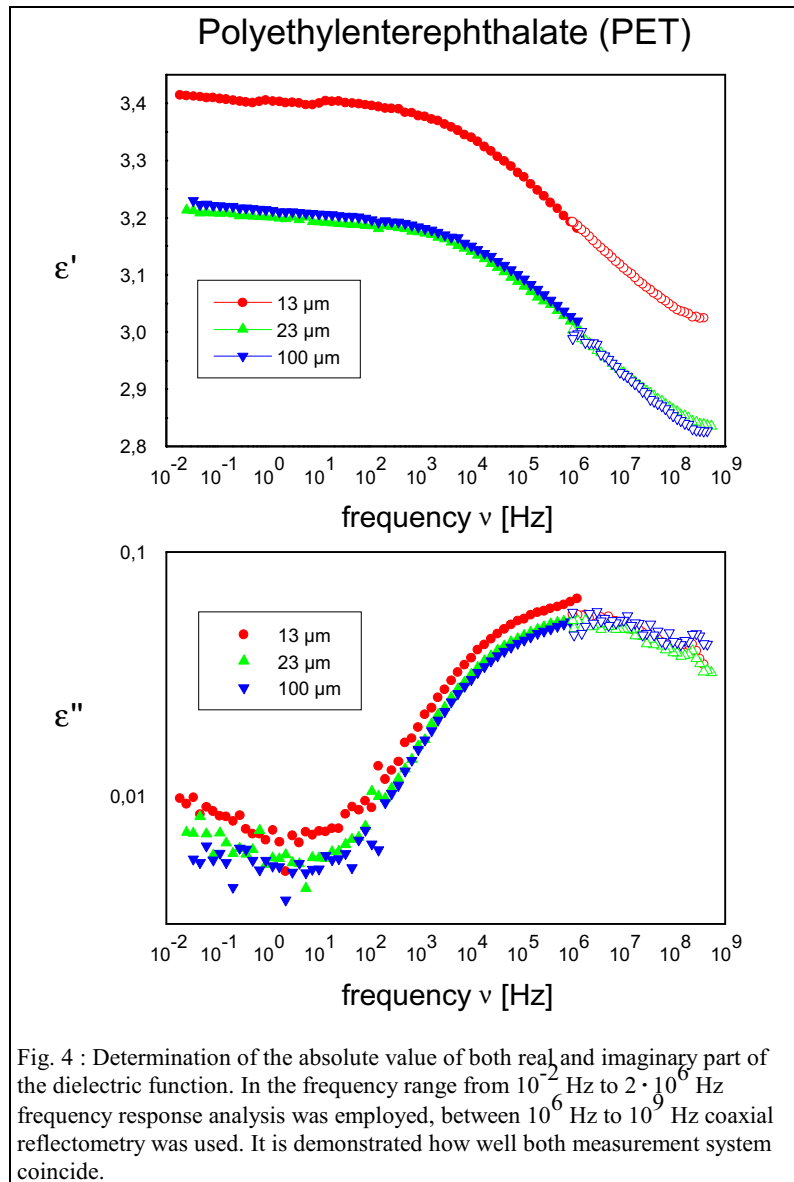 Polyethylenterephthalate (PET)
3,4
3,3
3,2
3,1
3,0
2,9
2,8
ε'
13 µm
23 µm
100 µm
10-2 10-1 100 101 102 103 104 105 106 107 108 109
frequency ν [Hz]
0,1
0,01
ε"
13 µm
23 µm
100 µm
10-2 10-1 100 101 102 103 104 105 106 107 108 109
frequency ν [Hz]
Fig. 4 : Determination of the absolute value of both real and imaginary part of
the dielectric function. In the frequency range from 10-2 Hz to 2 · 106 Hz
frequency response analysis was employed, between 106 Hz to 109 Hz coaxial
reflectometry was used. It is demonstrated how well both measurement system
coincide.